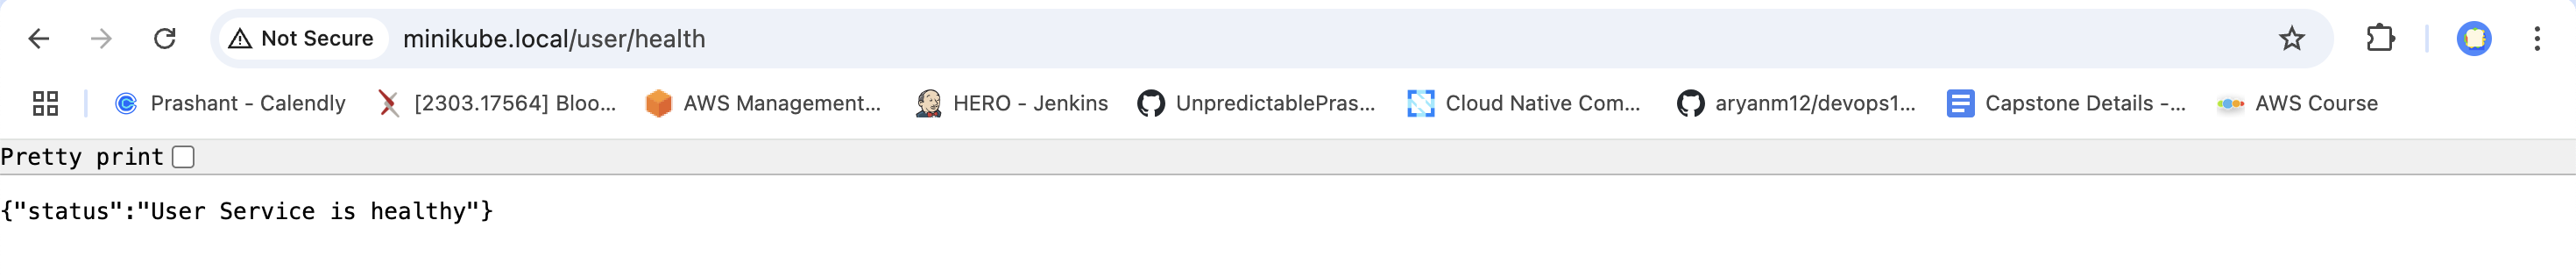 Not Secure minikube.local/user/health
Prashant - Calendly [2303.17564] Bloo... AWS Management... HERO - Jenkins UnpredictablePras... Cloud Native Com... aryanm12/devops1... Capstone Details -... AWS Course
Pretty print
{"status":"User Service is healthy"}